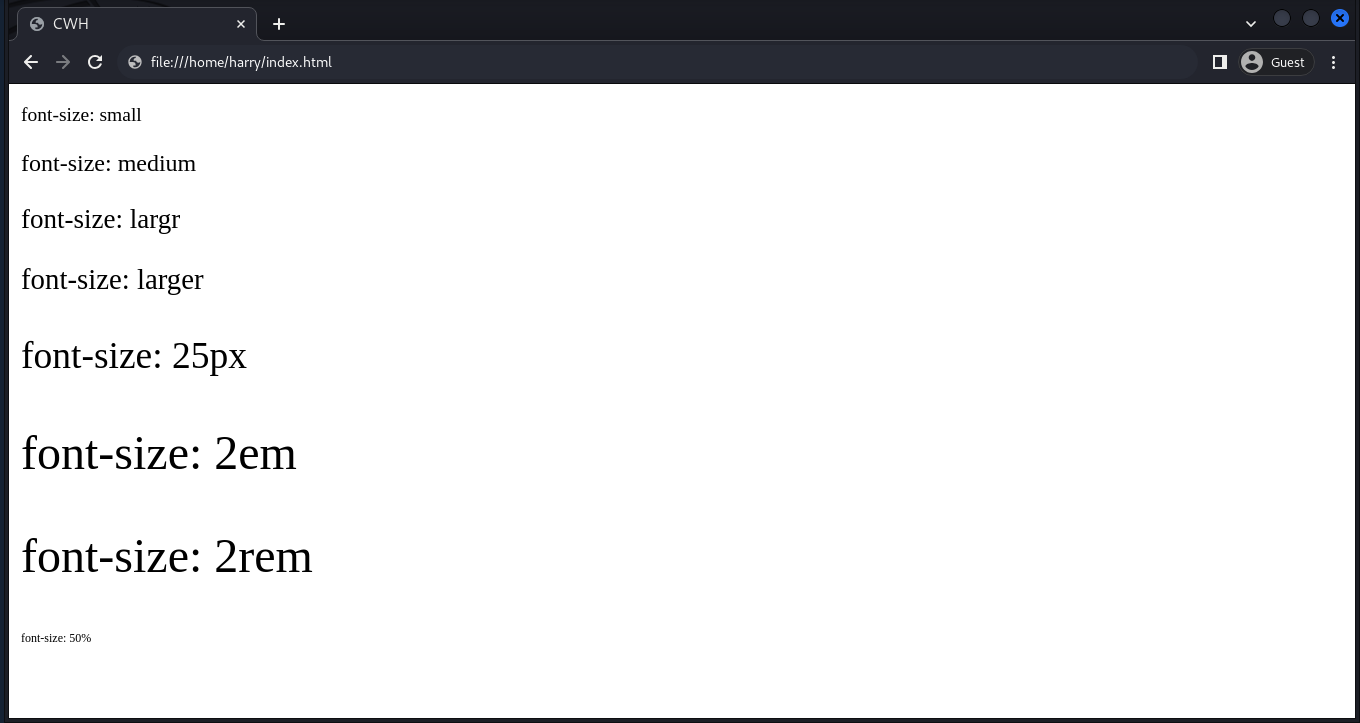 CWH
file:///home/harry/index.html
Guest
font-size: small
font-size: medium
font-size: largr
font-size: larger
font-size: 25px
font-size: 2em
font-size: 2rem
font-size: 50%